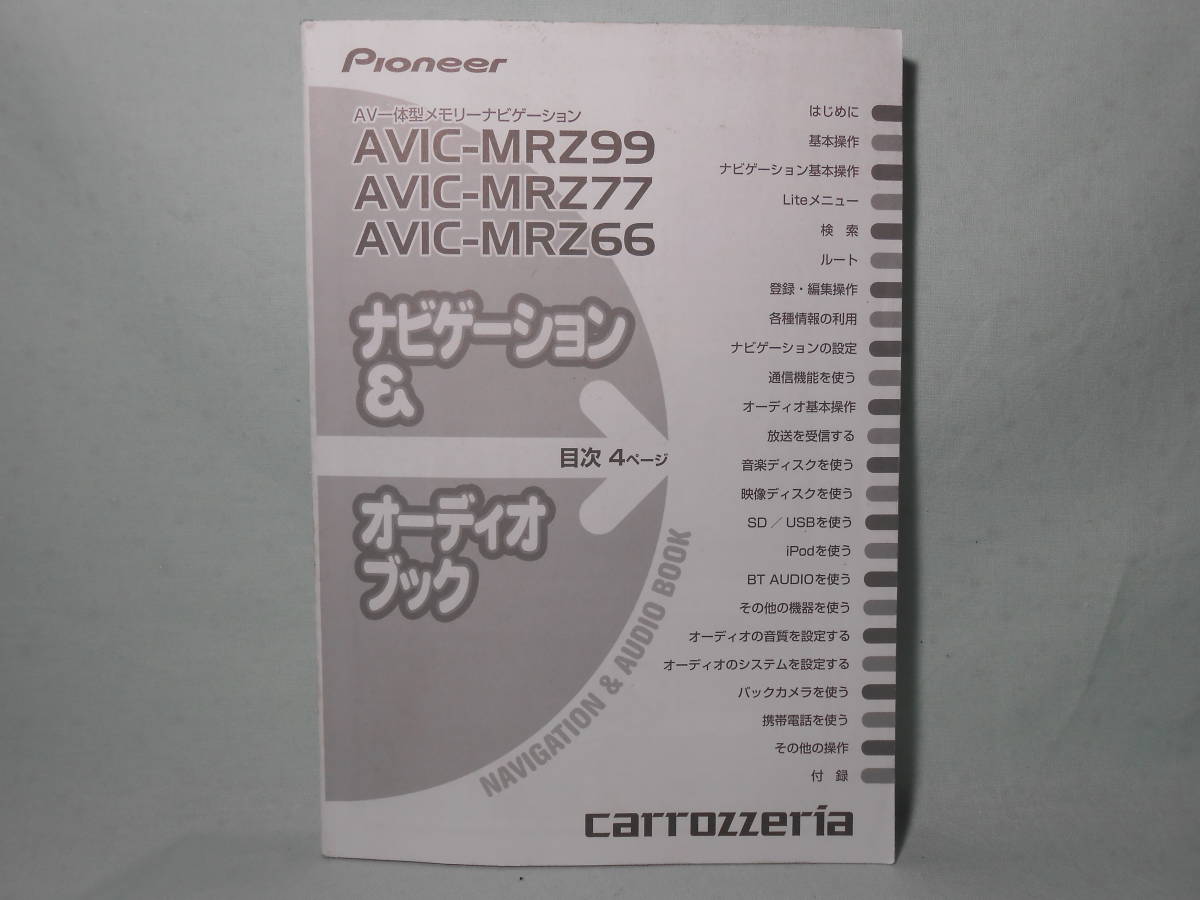 Pioneer
AV一体型メモリーナビゲーション
AVIC-MRZ99
AVIC-MRZ77
AVIC-MRZ66
ナビゲーション
&
目次 4ページ
オーディオ
ブック
NAVIGATION & AUDIO BOOK
はじめに
基本操作
ナビゲーション基本操作
Liteメニュー
検 索
ルート
登録・編集操作
各種情報の利用
ナビゲーションの設定
通信機能を使う
オーディオ基本操作
放送を受信する
音楽ディスクを使う
映像ディスクを使う
SD / USBを使う
iPodを使う
BT AUDIOを使う
その他の機器を使う
オーディオの音質を設定する
オーディオのシステムを設定する
バックカメラを使う
携帯電話を使う
その他の操作
付 録
carrozzeria